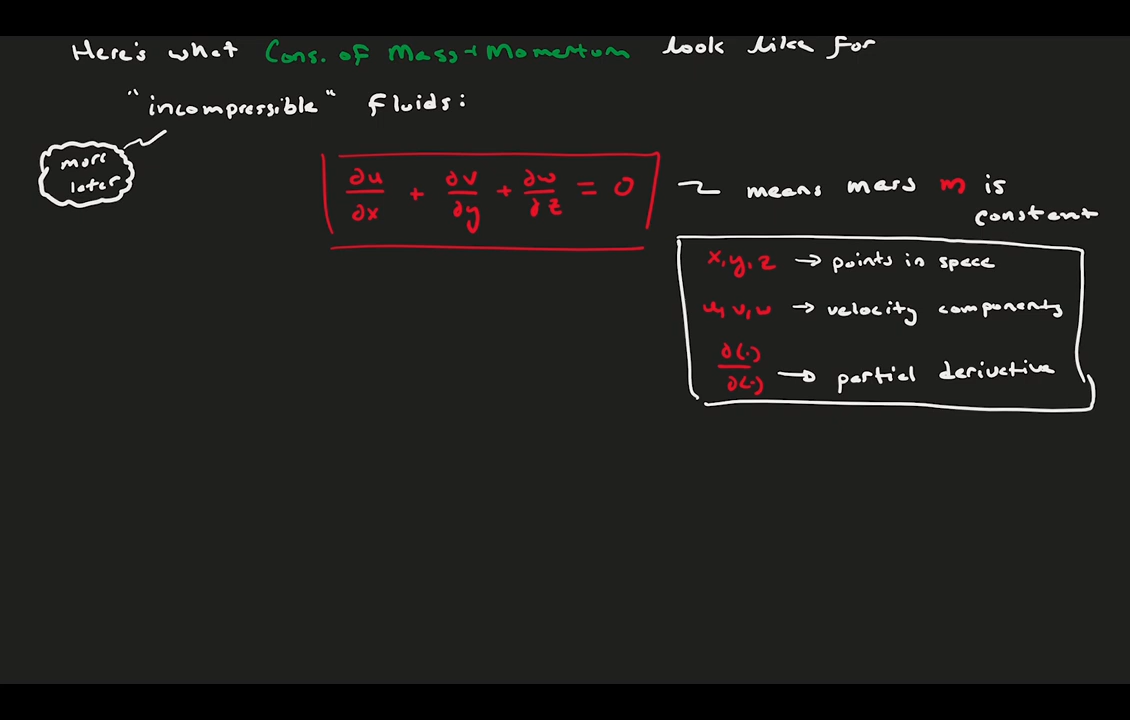 Here's what Cons. of Mass + Momentum look like for
"incompressible" fluids:
more
later
∂u/∂x + ∂v/∂y + ∂w/∂z = 0
means mass m is
constant
x, y, z → points in space
u, v, w → velocity components
∂(·)/∂(·) → partial derivative